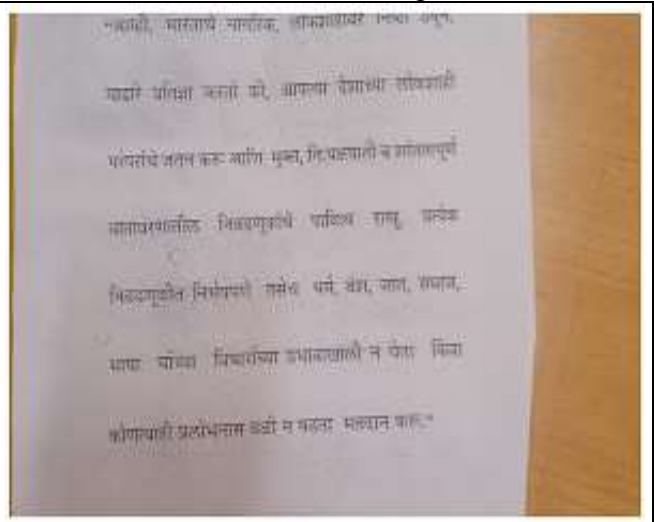 "आम्ही, भारताचे नागरिक, लोकशाहीवर निष्ठा ठेवून,
याद्वारे प्रतिज्ञा करतो की, आपल्या देशाच्या लोकशाही
परंपरांचे जतन करू आणि मुक्त, नि:पक्षपाती व शांततापूर्ण
वातावरणातील निवडणुकांचे पावित्र्य राखू प्रत्येक
निवडणुकीत निर्भयपणे तसेच धर्म, वंश, जात, समाज,
भाषा यांच्या विचारांच्या प्रभावाखाली न येता किंवा
कोणत्याही प्रलोभनास बळी न पडता मतदान करू."